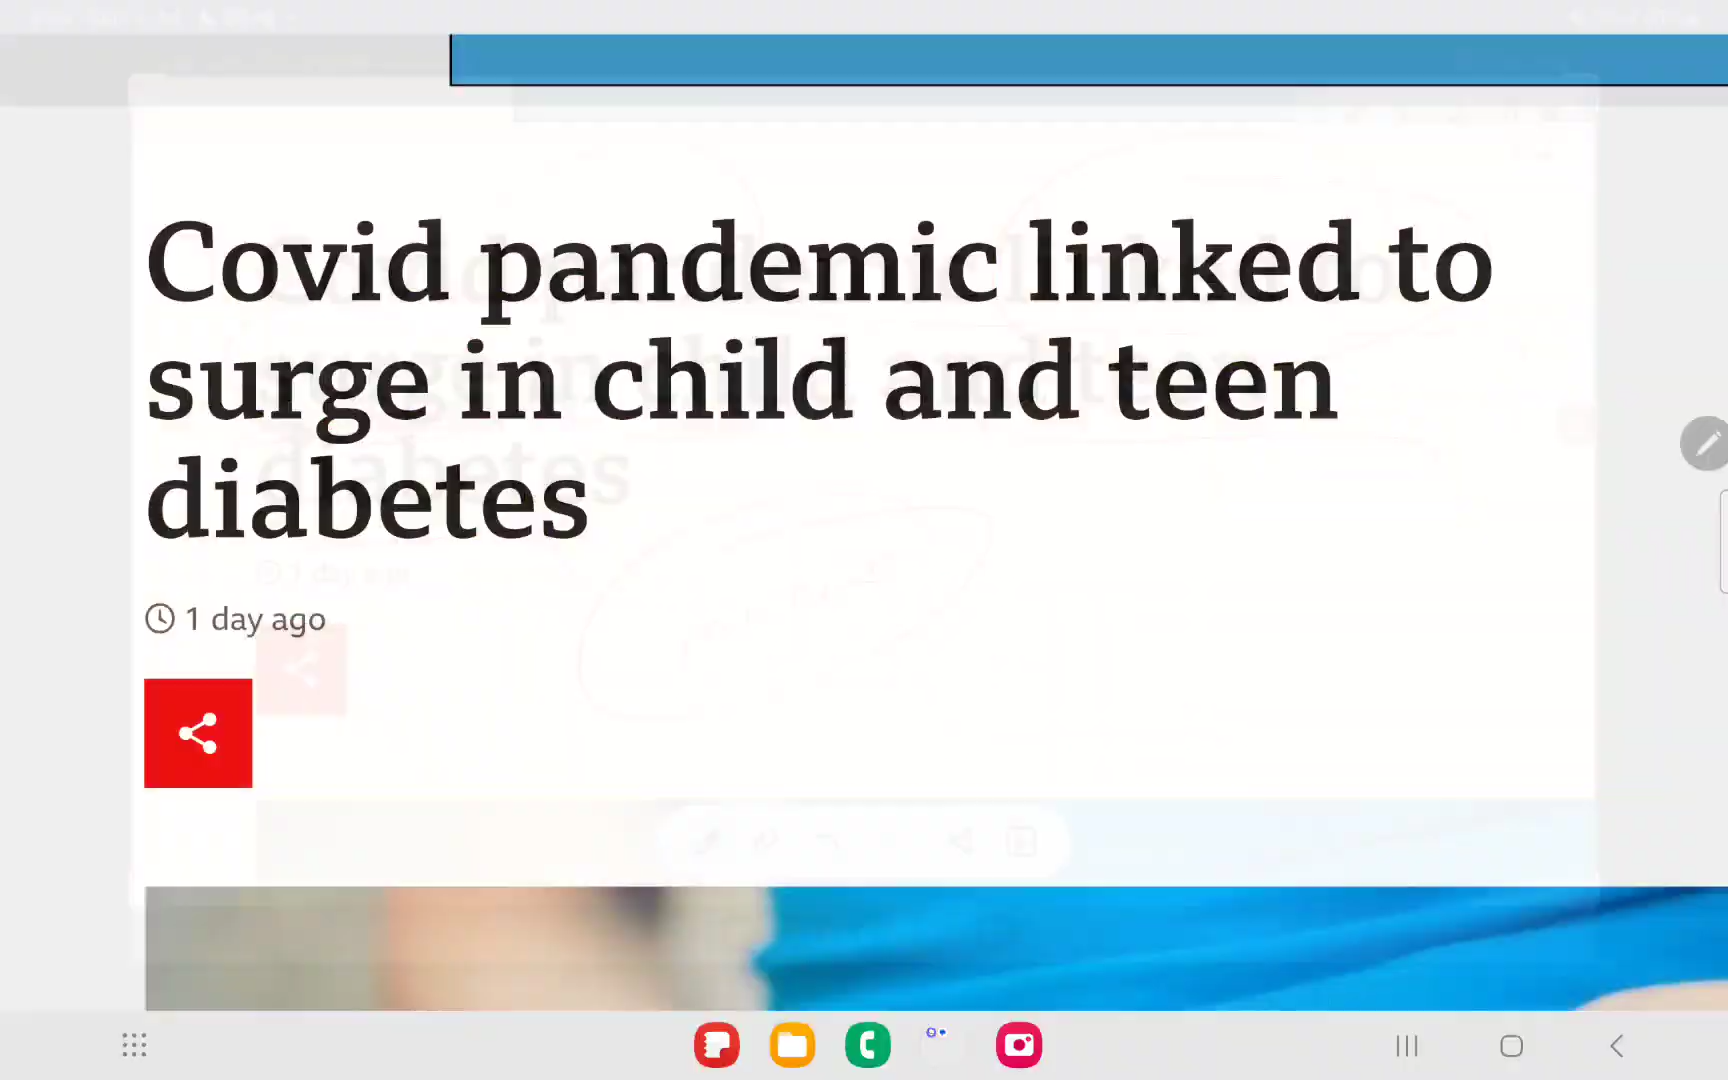 Covid pandemic linked to
surge in child and teen
diabetes
1 day ago